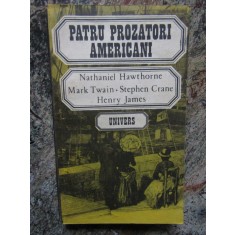 PATRU PROZATORI
AMERICANI
Nathaniel Hawthorne
Mark Twain • Stephen Crane
Henry James
UNIVERS